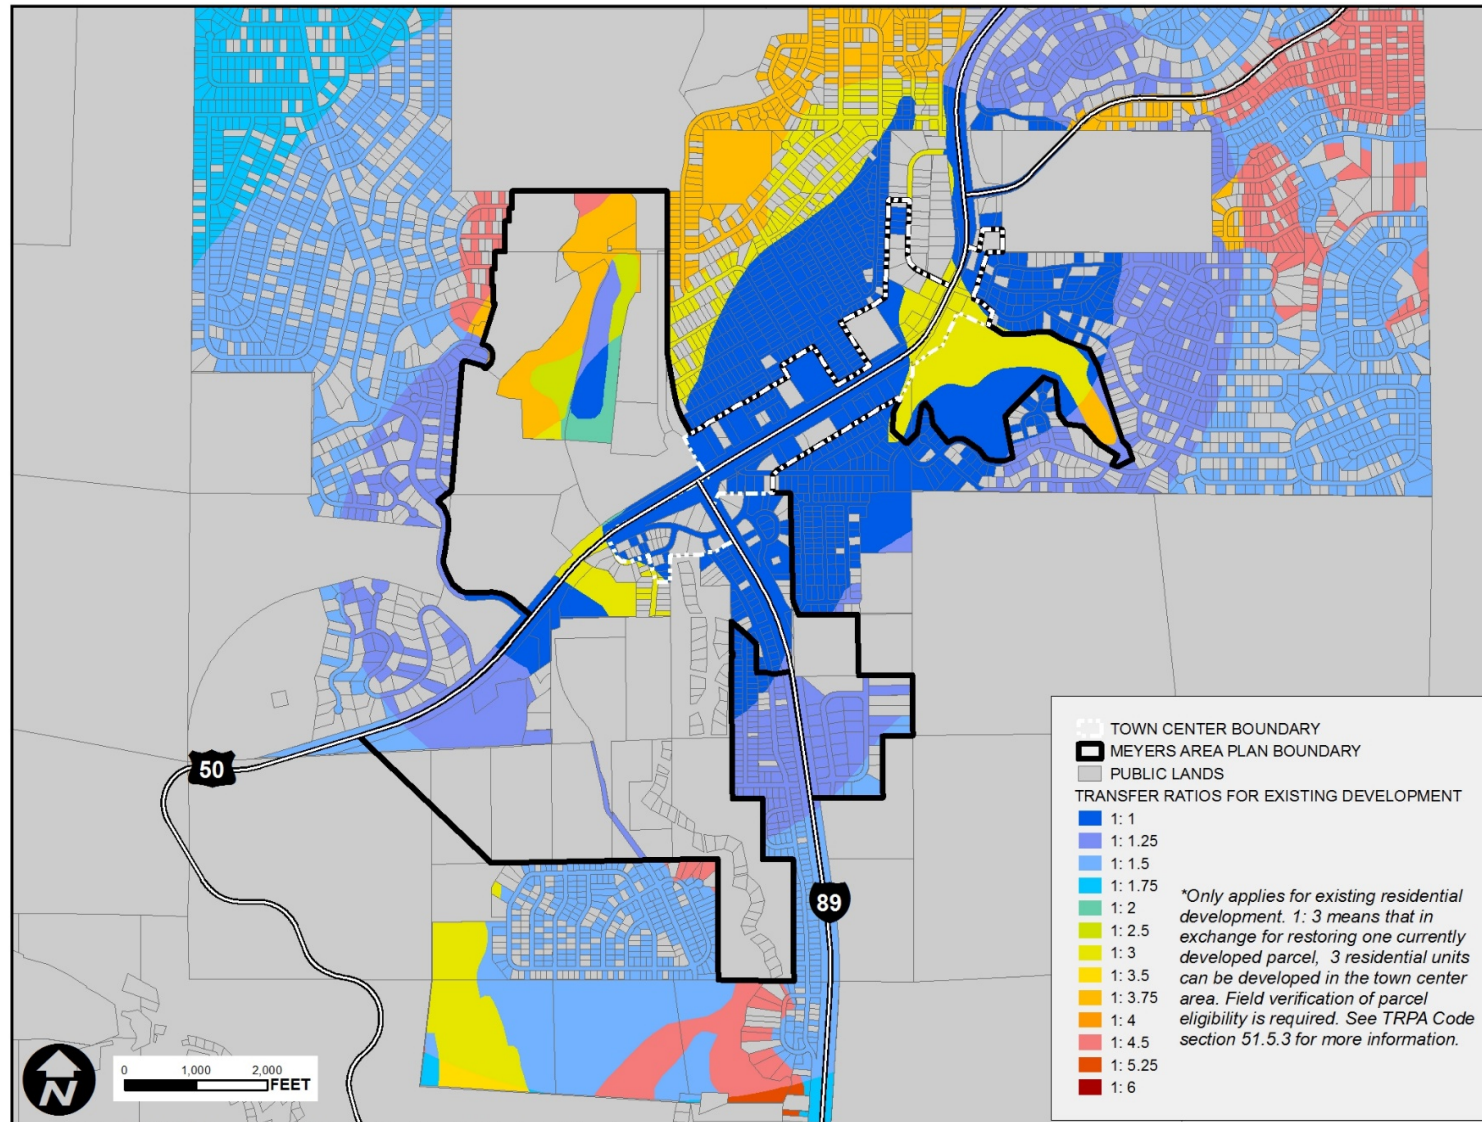 50
89
N
0 1,000 2,000
FEET
TOWN CENTER BOUNDARY
MEYERS AREA PLAN BOUNDARY
PUBLIC LANDS
TRANSFER RATIOS FOR EXISTING DEVELOPMENT
1: 1
1: 1.25
1: 1.5
1: 1.75
1: 2
1: 2.5
1: 3
1: 3.5
1: 3.75
1: 4
1: 4.5
1: 5.25
1: 6
*Only applies for existing residential
development. 1: 3 means that in
exchange for restoring one currently
developed parcel, 3 residential units
can be developed in the town center
area. Field verification of parcel
eligibility is required. See TRPA Code
section 51.5.3 for more information.